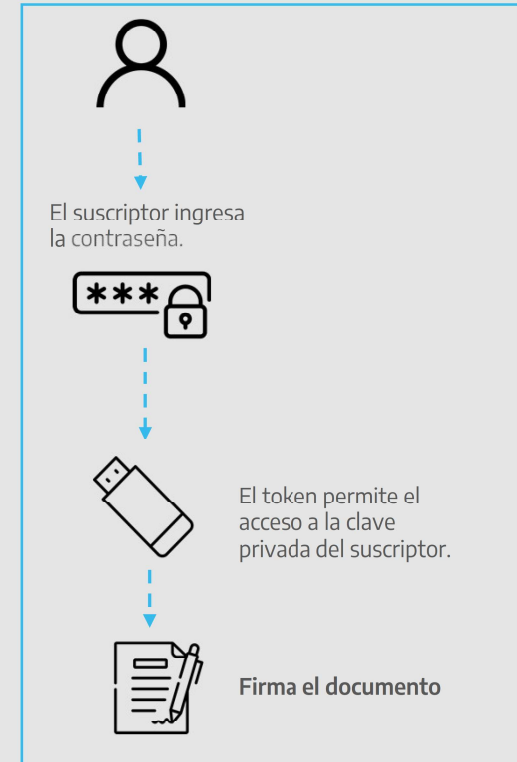 El suscriptor ingresa
la contraseña.
***
El token permite el
acceso a la clave
privada del suscriptor.
Firma el documento